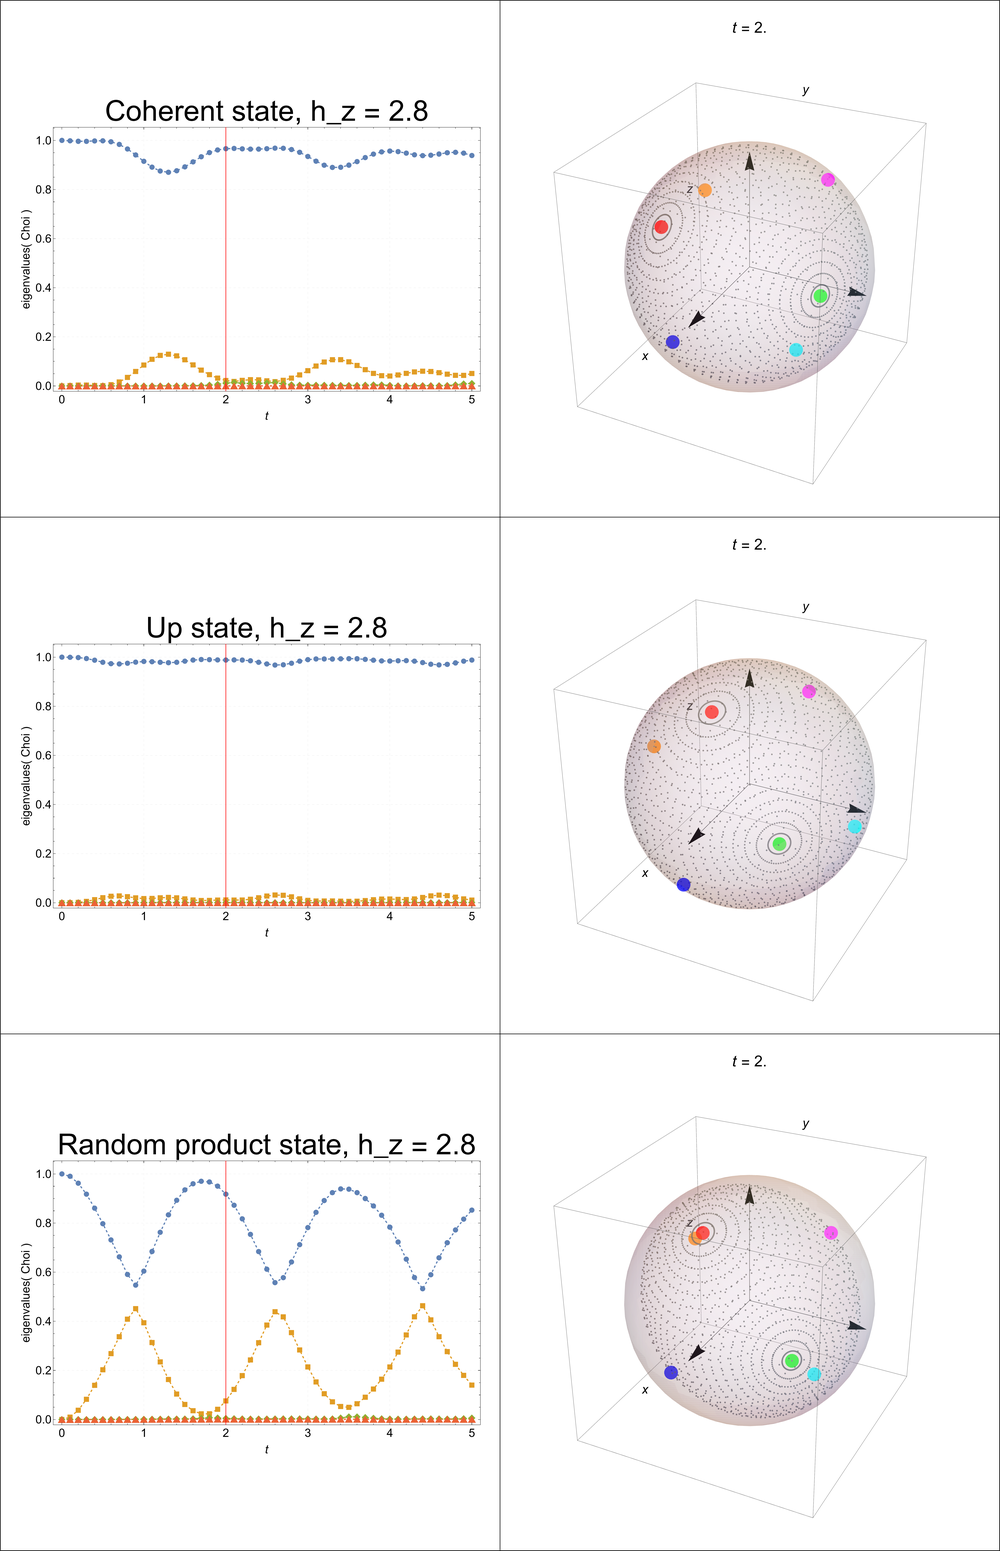 Coherent state, h_z = 2.8
eigenvalues( Choi )
1.0
0.8
0.6
0.4
0.2
0.0
0 1 2 3 4 5
t
t = 2.
y
z
x
Up state, h_z = 2.8
eigenvalues( Choi )
1.0
0.8
0.6
0.4
0.2
0.0
0 1 2 3 4 5
t
t = 2.
y
z
x
Random product state, h_z = 2.8
eigenvalues( Choi )
1.0
0.8
0.6
0.4
0.2
0.0
0 1 2 3 4 5
t
t = 2.
y
z
x